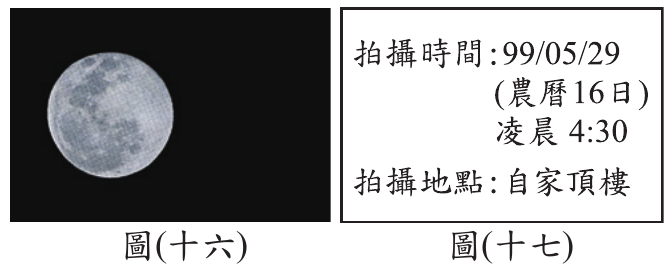 拍攝時間:99/05/29
(農曆16日)
凌晨 4:30
拍攝地點:自家頂樓
圖(十六)
圖(十七)